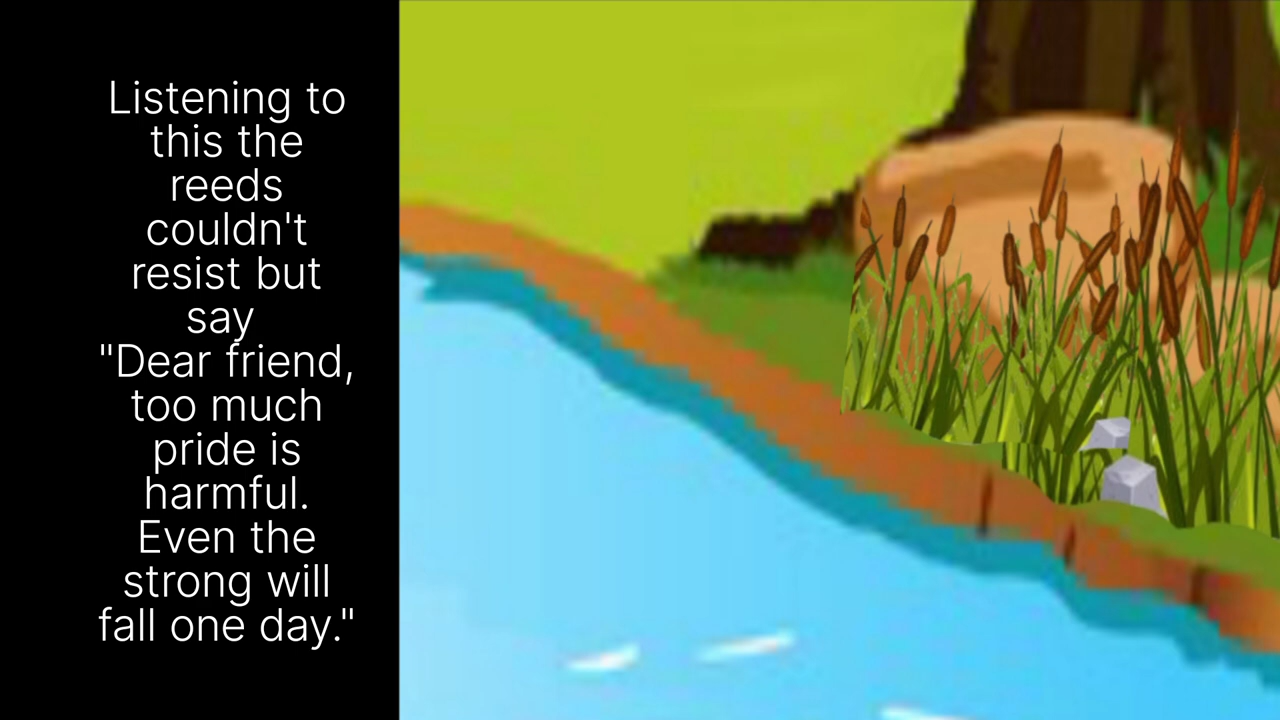 Listening to
this the
reeds
couldn't
resist but
say
"Dear friend,
too much
pride is
harmful.
Even the
strong will
fall one day."